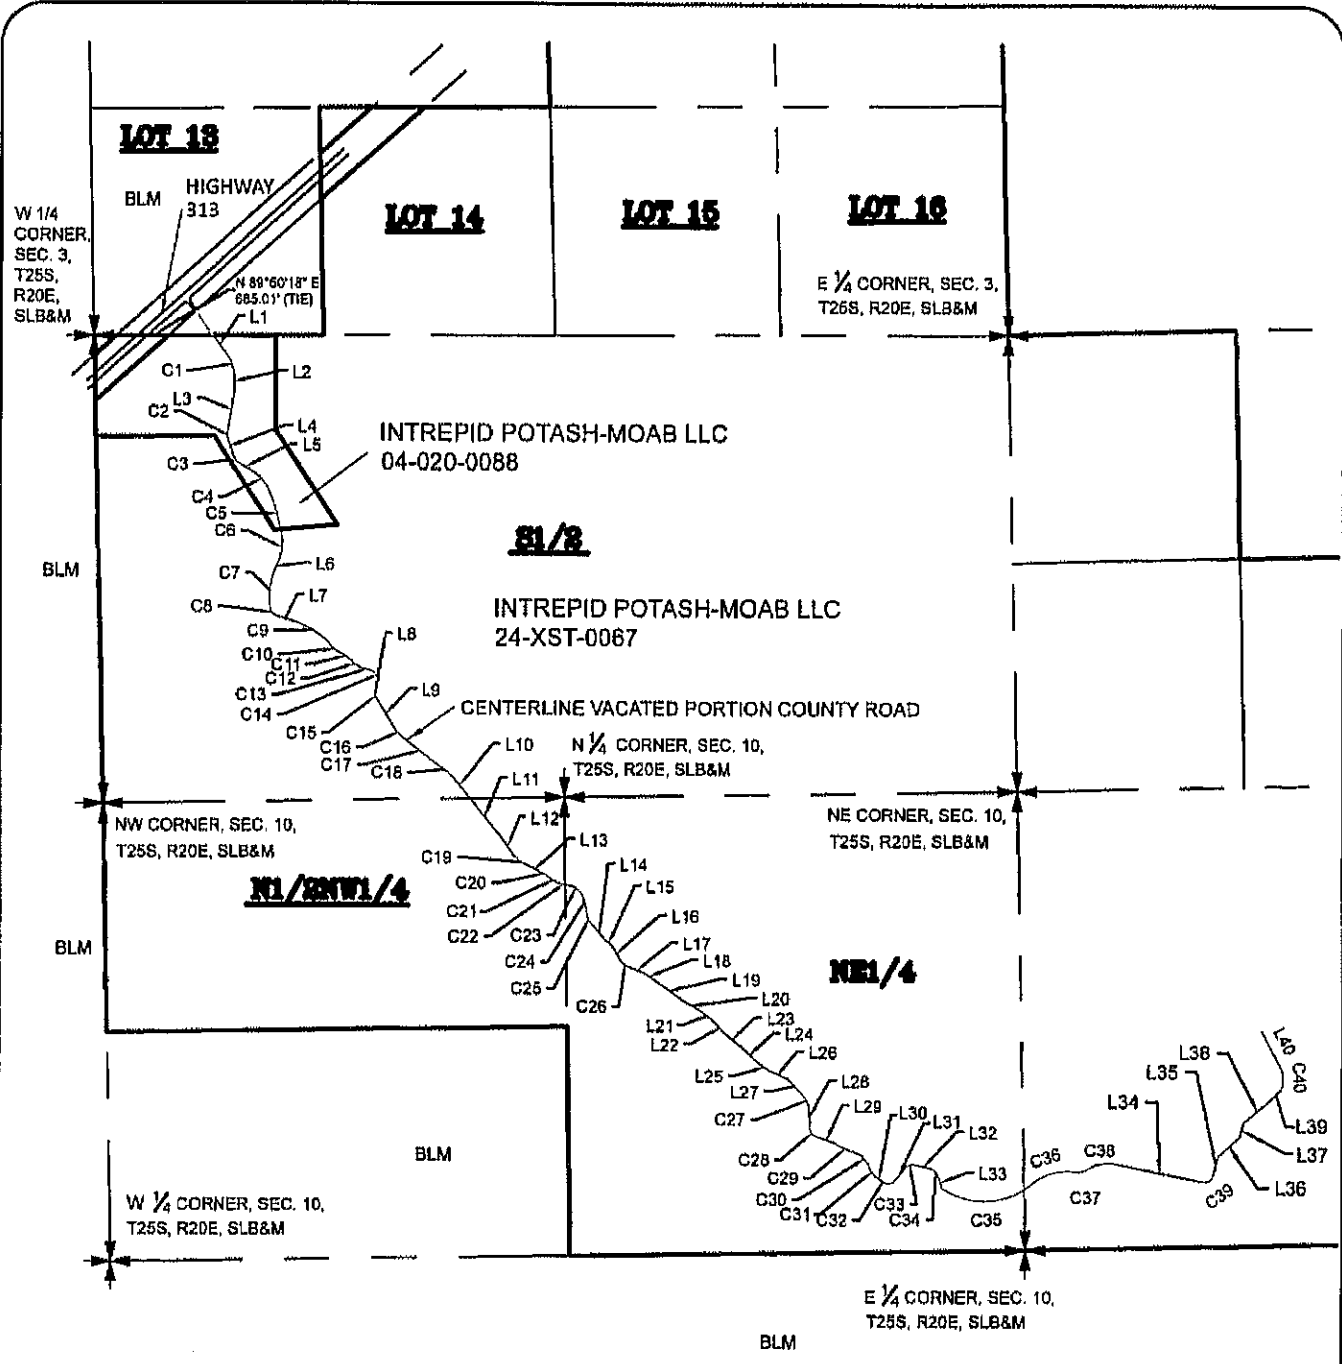 LOT 13
BLM
HIGHWAY
313
W 1/4
CORNER,
SEC. 3,
T25S,
R20E,
SLB&M
LOT 14
LOT 15
LOT 16
N 89°60'18" E
685.01' (TIE)
E 1/4 CORNER, SEC. 3,
T25S, R20E, SLB&M
L1
C1
L2
L3
C2
L4
L5
C3
INTREPID POTASH-MOAB LLC
04-020-0088
C4
C5
C6
S1/2
BLM
L6
C7
L7
C8
INTREPID POTASH-MOAB LLC
24-XST-0067
C9
L8
C10
C11
C12
C13
C14
L9
C15
CENTERLINE VACATED PORTION COUNTY ROAD
C16
C17
C18
L10
N 1/4 CORNER, SEC. 10,
T25S, R20E, SLB&M
L11
NW CORNER, SEC. 10,
T25S, R20E, SLB&M
L12
L13
NE CORNER, SEC. 10,
T25S, R20E, SLB&M
C19
L14
C20
L15
N1/2NW1/4
C21
L16
C22
C23
BLM
L17
C24
L18
NE1/4
C25
L19
C26
L20
L21
L23
L22
L24
L26
L25
L27
L28
C27
L29
L30
L31
L32
C28
C29
L33
C30
C31
C32
C33
C34
C35
C36
C38
C37
L34
L35
L38
L40
C40
L39
L37
L36
C39
BLM
W 1/4 CORNER, SEC. 10,
T25S, R20E, SLB&M
E 1/4 CORNER, SEC. 10,
T25S, R20E, SLB&M
BLM